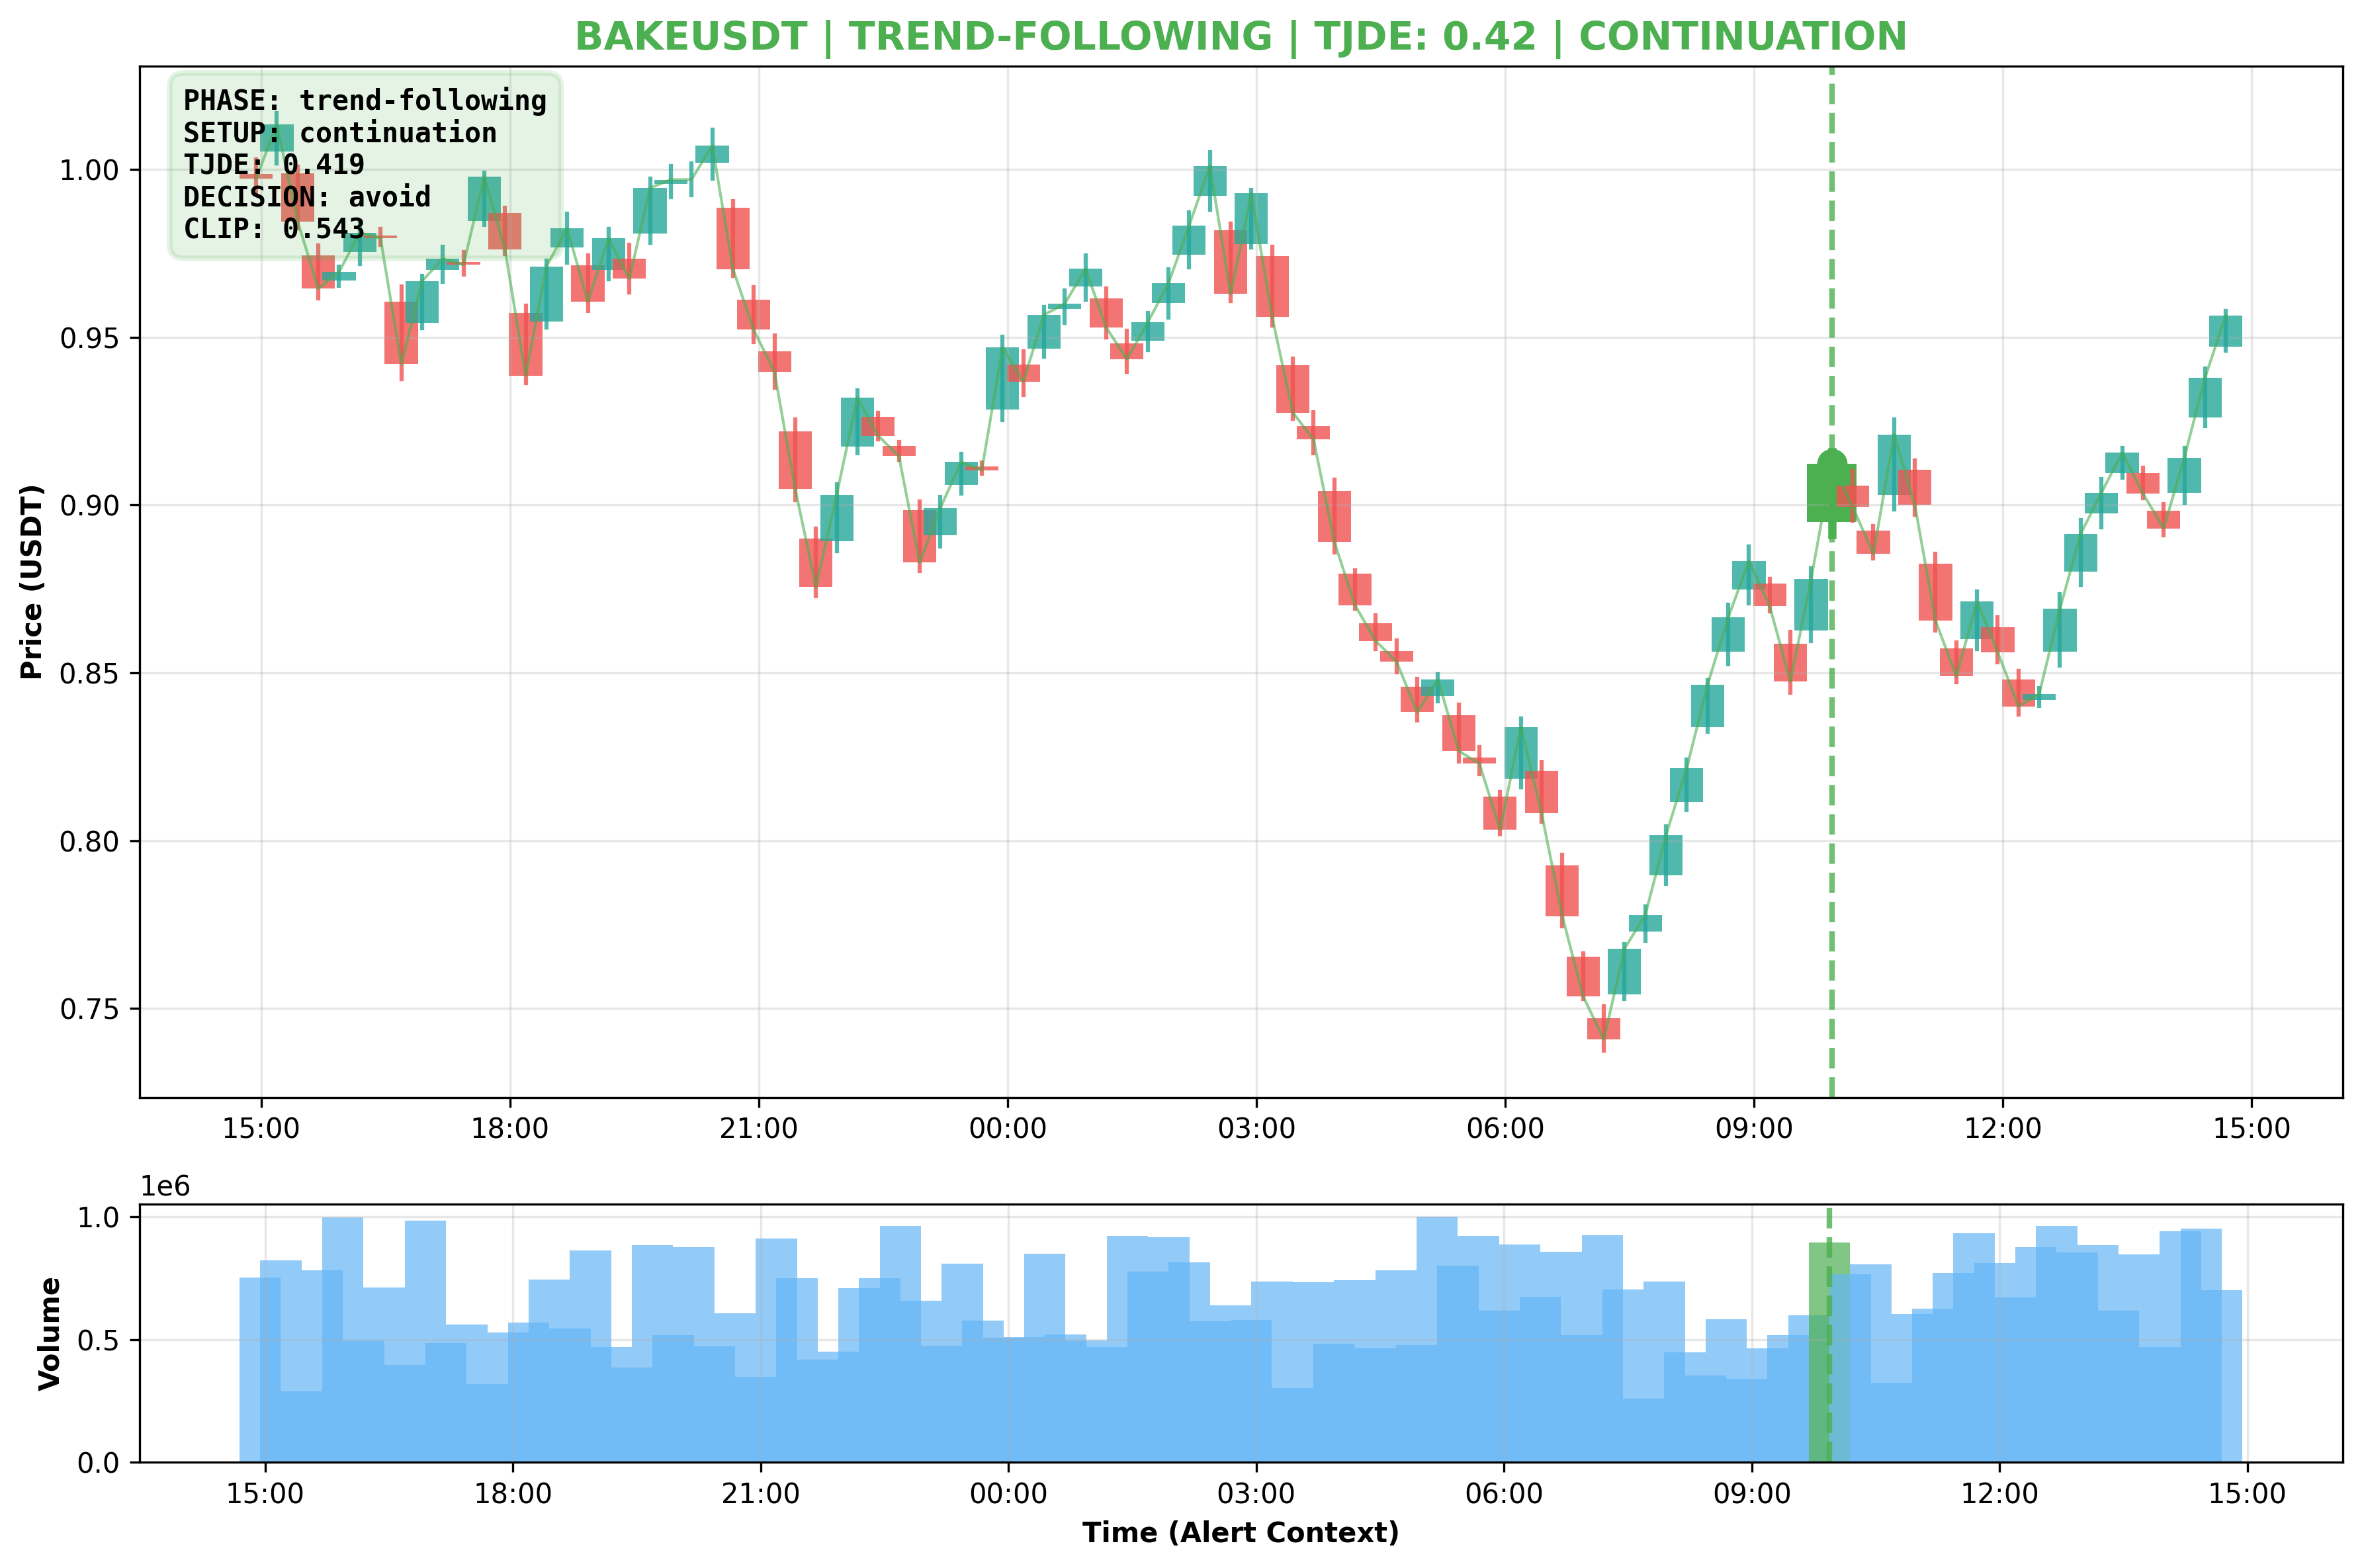 BAKEUSDT | TREND-FOLLOWING | TJDE: 0.42 | CONTINUATION
PHASE: trend-following
SETUP: continuation
TJDE: 0.419
DECISION: avoid
CLIP: 0.543
Price (USDT)
1.00
0.95
0.90
0.85
0.80
0.75
15:00 18:00 21:00 00:00 03:00 06:00 09:00 12:00 15:00
1e6
Volume
1.0
0.5
0.0
15:00 18:00 21:00 00:00 03:00 06:00 09:00 12:00 15:00
Time (Alert Context)